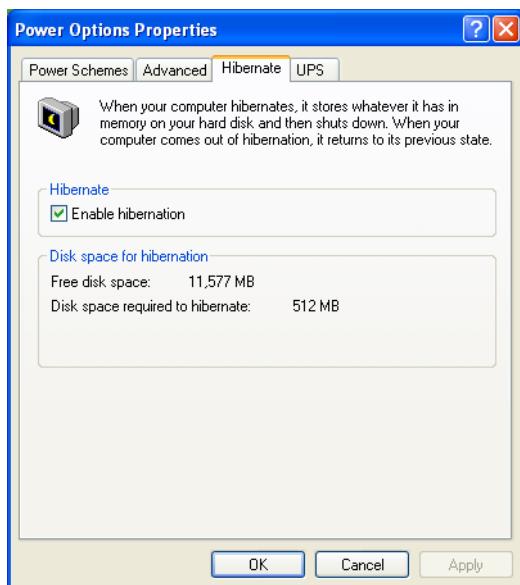 Power Options Properties
Power Schemes Advanced Hibernate UPS
When your computer hibernates, it stores whatever it has in
memory on your hard disk and then shuts down. When your
computer comes out of hibernation, it returns to its previous state.
Hibernate
Enable hibernation
Disk space for hibernation
Free disk space: 11,577 MB
Disk space required to hibernate: 512 MB
OK Cancel Apply